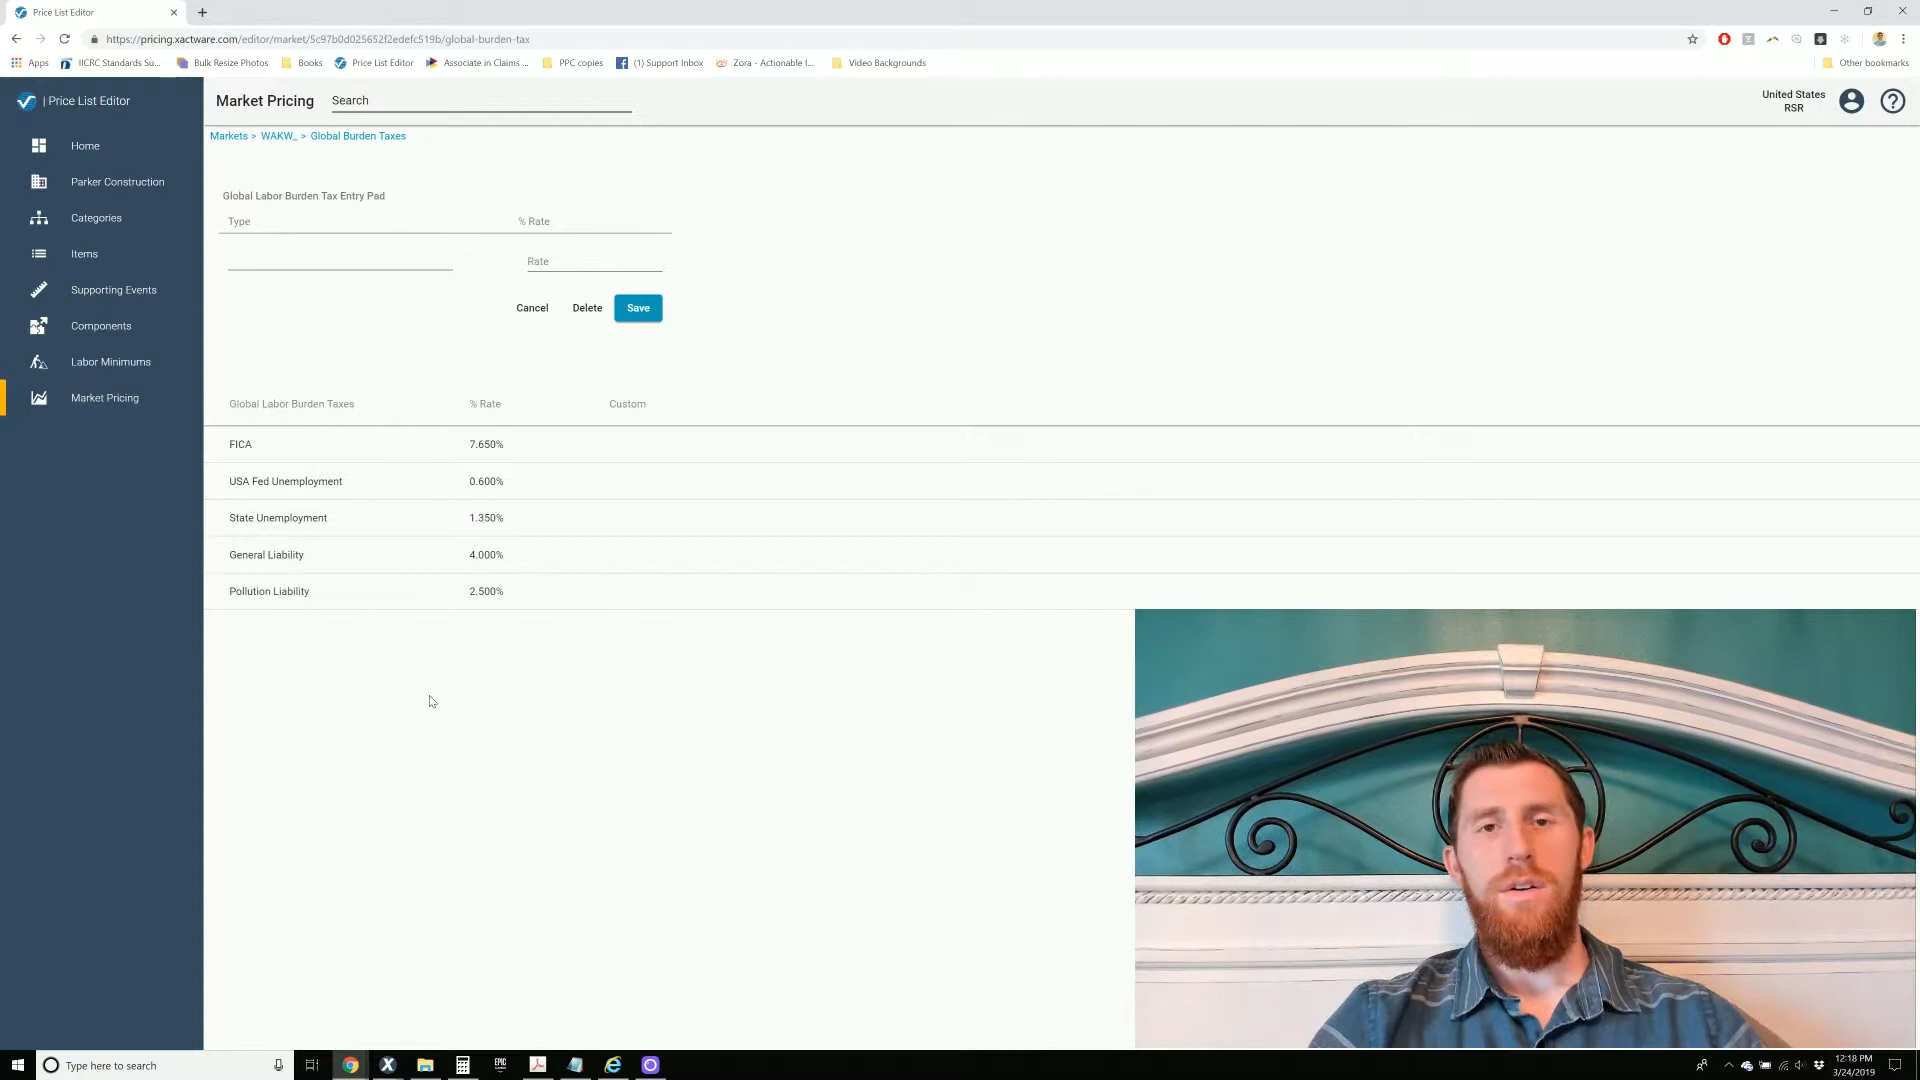 Price List Editor
https://pricing.xactware.com/editor/market/5c97b0d025652f2edefc519b/global-burden-tax
Apps IICRC Standards Su... Bulk Resize Photos Books Price List Editor Associate in Claims ... PPC copies (1) Support Inbox Zora - Actionable I... Video Backgrounds Other bookmarks
| Price List Editor
Market Pricing Search
United States
RSR
Markets > WAKW_ > Global Burden Taxes
Home
Parker Construction
Categories
Items
Supporting Events
Components
Labor Minimums
Market Pricing
Global Labor Burden Tax Entry Pad
Type % Rate
Rate
Cancel Delete Save
Global Labor Burden Taxes % Rate Custom
FICA 7.650%
USA Fed Unemployment 0.600%
State Unemployment 1.350%
General Liability 4.000%
Pollution Liability 2.500%
Type here to search
EPIC
12:18 PM
3/24/2019